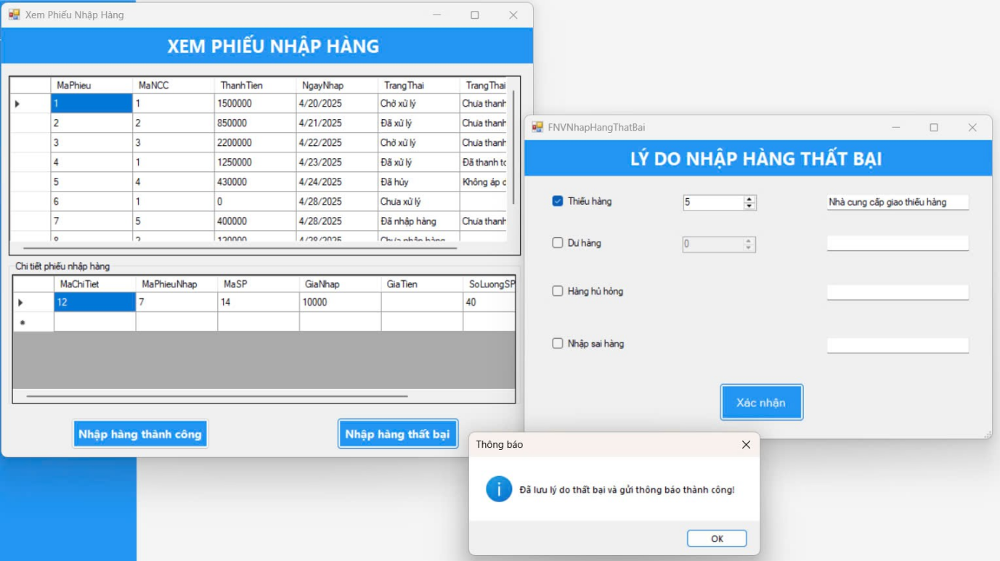 Xem Phiếu Nhập Hàng
XEM PHIẾU NHẬP HÀNG
MaPhieu MaNCC ThanhTien NgayNhap TrangThai TrangThai
1 1 1500000 4/20/2025 Chờ xử lý Chưa thanh
2 2 850000 4/21/2025 Đã xử lý Chưa thanh
3 3 2200000 4/22/2025 Chờ xử lý Chưa thanh
4 1 1250000 4/23/2025 Đã xử lý Đã thanh to
5 4 430000 4/24/2025 Đã hủy Không áp d
6 1 0 4/28/2025 Chưa xử lý
7 5 400000 4/28/2025 Đã nhập hàng Chưa thanh
8 2 120000 4/28/2025
Chi tiết phiếu nhập hàng
MaChiTiet MaPhieuNhap MaSP GiaNhap GiaTien SoLuongSP
12 7 14 10000 40
Nhập hàng thành công Nhập hàng thất bại
FNVNhapHangThatBai
LÝ DO NHẬP HÀNG THẤT BẠI
Thiếu hàng 5 Nhà cung cấp giao thiếu hàng
Dư hàng 0
Hàng hủ hỏng
Nhập sai hàng
Xác nhận
Thông báo
Đã lưu lý do thất bại và gửi thông báo thành công!
OK